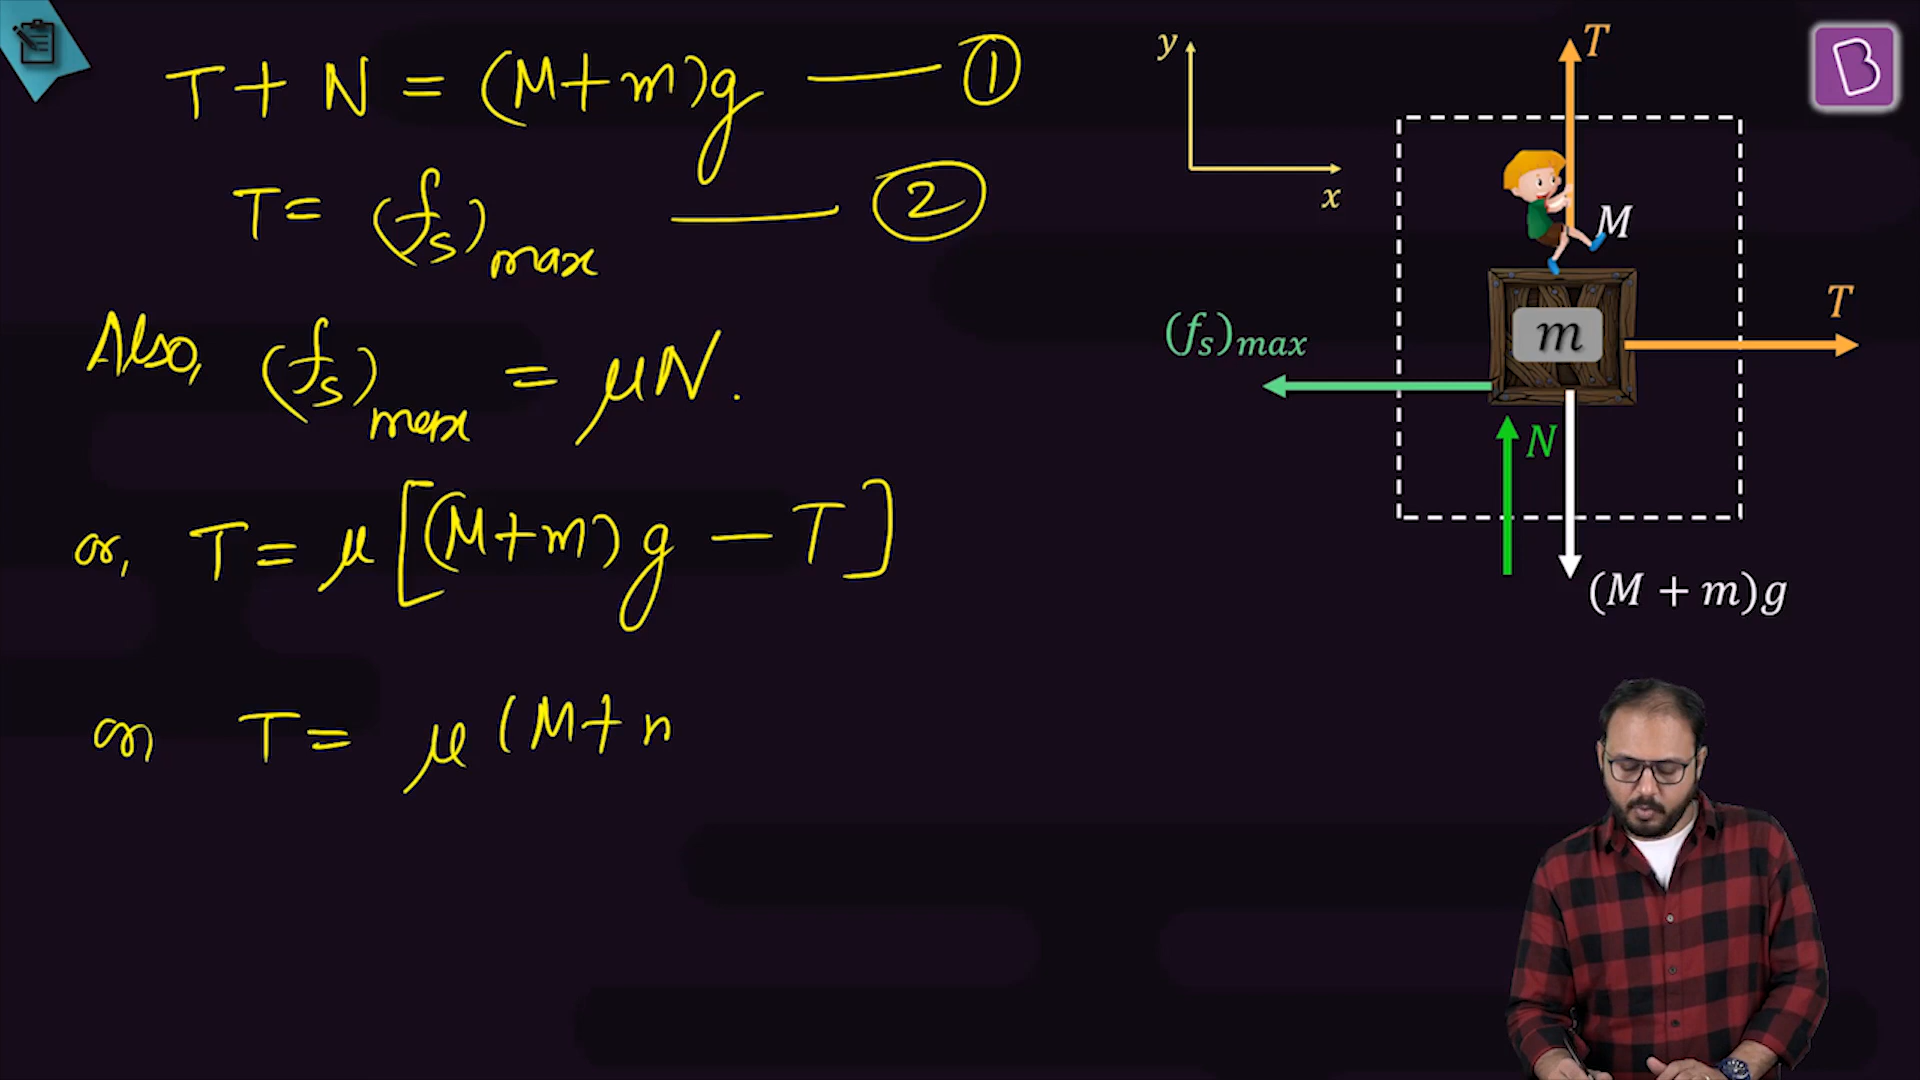 T + N = (M+m)g —— ①
T = (fs)max —— ②
Also, (fs)max = μN.
or, T = μ[(M+m)g − T]
or, T = μ(M+n
y
x
T
M
m
T
(fs)max
N
(M + m)g
B